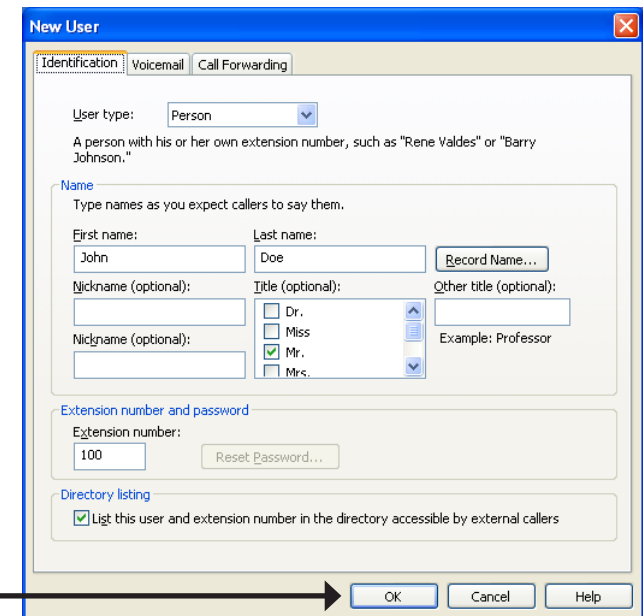 New User
Identification Voicemail Call Forwarding
User type: Person
A person with his or her own extension number, such as "Rene Valdes" or "Barry
Johnson."
Name
Type names as you expect callers to say them.
First name: Last name:
John Doe Record Name...
Nickname (optional): Title (optional): Other title (optional):
Dr.
Miss
Nickname (optional): Example: Professor
Mr.
Mrs.
Extension number and password
Extension number:
100 Reset Password...
Directory listing
List this user and extension number in the directory accessible by external callers
OK Cancel Help